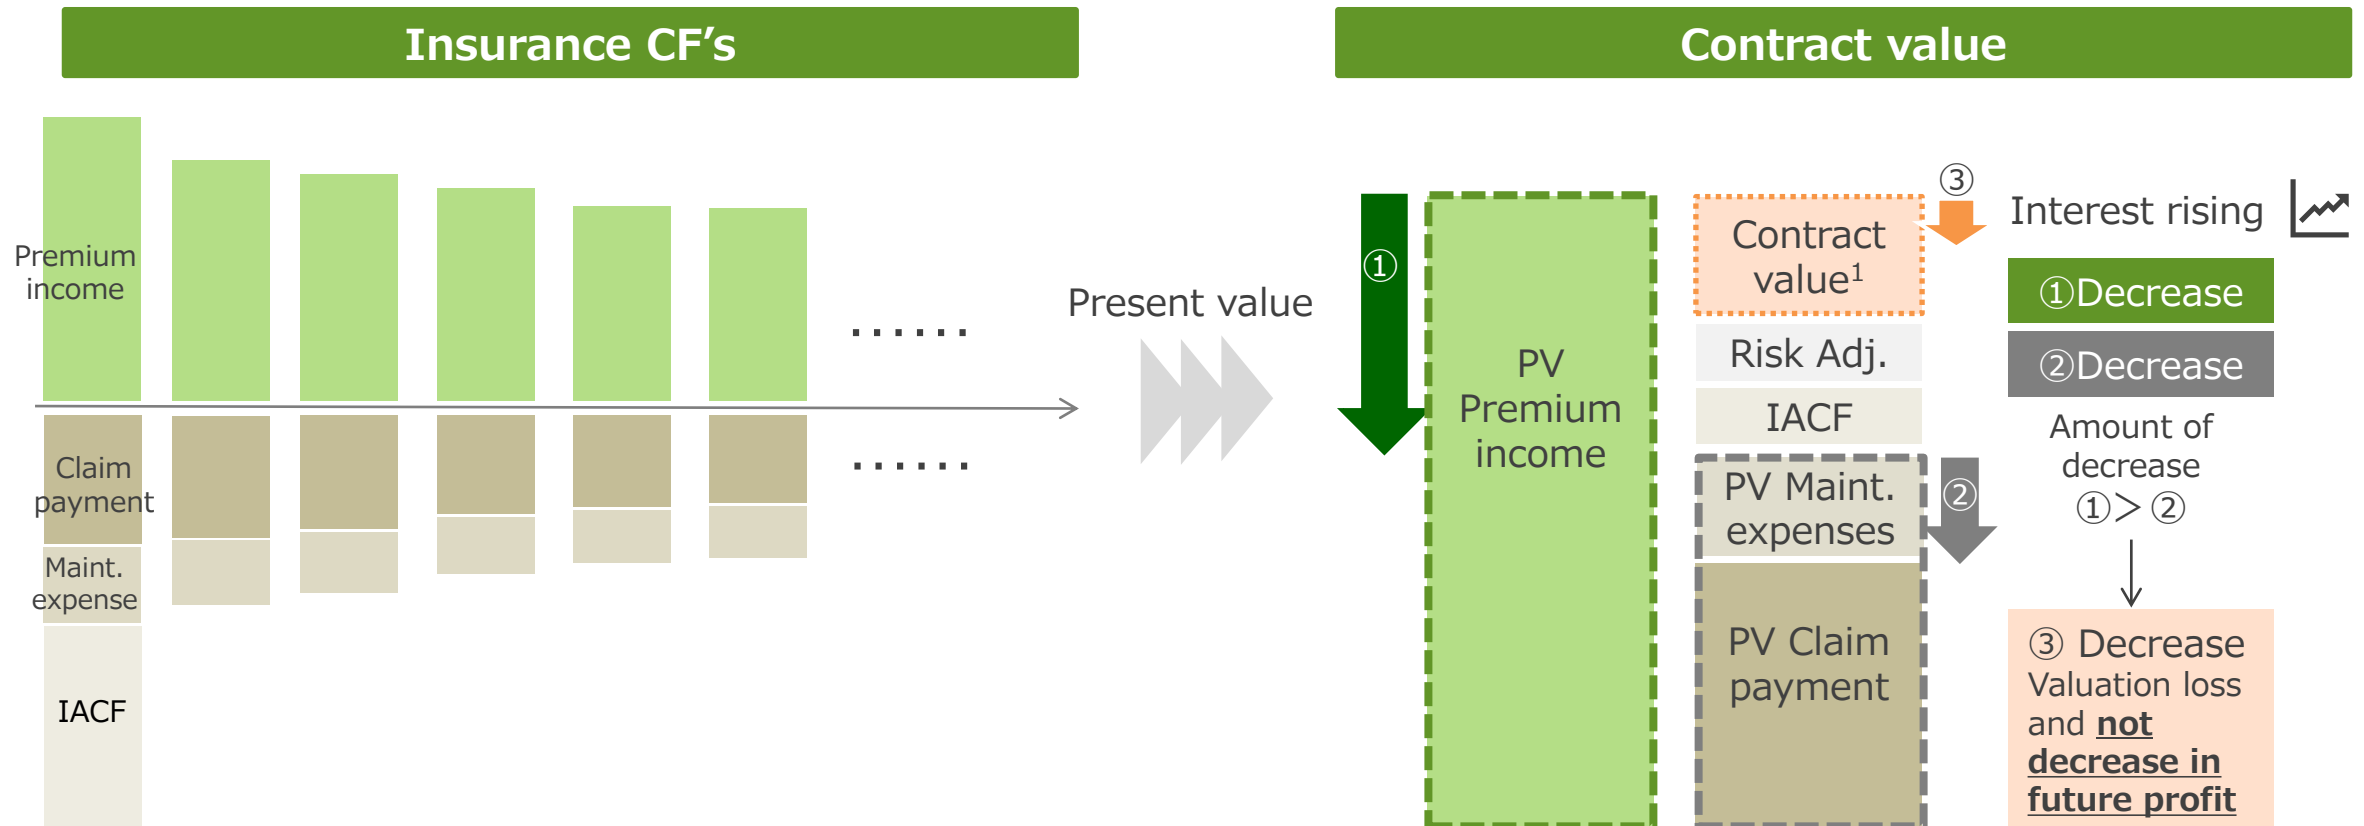 Insurance CF’s
Premium
income
Claim
payment
Maint.
expense
IACF
......
......
Present value
Contract value
①
PV
Premium
income
Contract
value¹
③
Risk Adj.
IACF
PV Maint.
expenses
②
PV Claim
payment
Interest rising
①Decrease
②Decrease
Amount of
decrease
①＞②
③ Decrease
Valuation loss
and not
decrease in
future profit